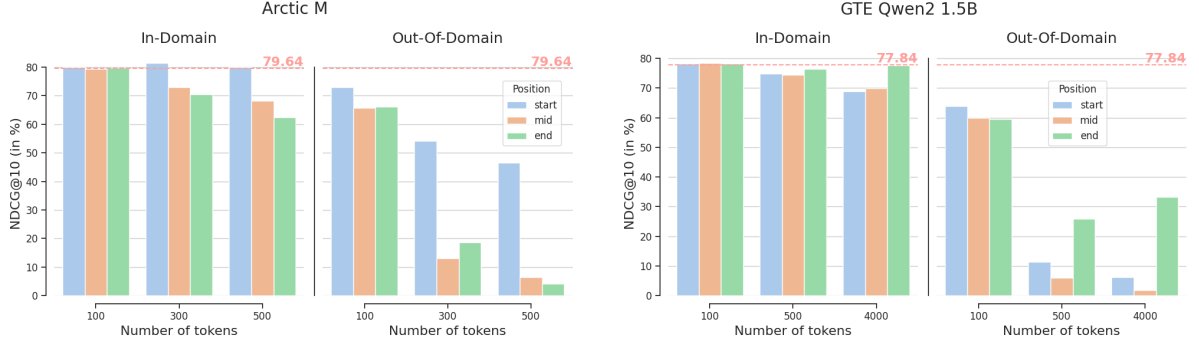 Arctic M
In-Domain
Out-Of-Domain
79.64
79.64
NDCG@10 (in %)
80
70
60
50
40
30
20
10
0
Position
start
mid
end
100
300
500
100
300
500
Number of tokens
Number of tokens
GTE Qwen2 1.5B
In-Domain
Out-Of-Domain
77.84
77.84
NDCG@10 (in %)
80
70
60
50
40
30
20
10
0
Position
start
mid
end
100
500
4000
100
500
4000
Number of tokens
Number of tokens